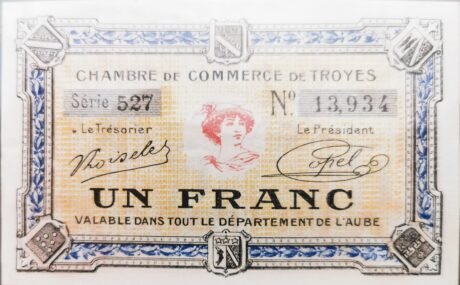 CHAMBRE DE COMMERCE DE TROYES
Série 527 No. 13,934
Le Trésorier Le Président
UN FRANC
VALABLE DANS TOUT LE DÉPARTEMENT DE L'AUBE